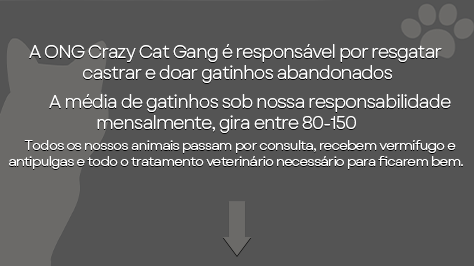 A ONG Crazy Cat Gang é responsável por resgatar
castrar e doar gatinhos abandonados
A média de gatinhos sob nossa responsabilidade
mensalmente, gira entre 80-150
Todos os nossos animais passam por consulta, recebem vermífugo e
antipulgas e todo o tratamento veterinário necessário para ficarem bem.